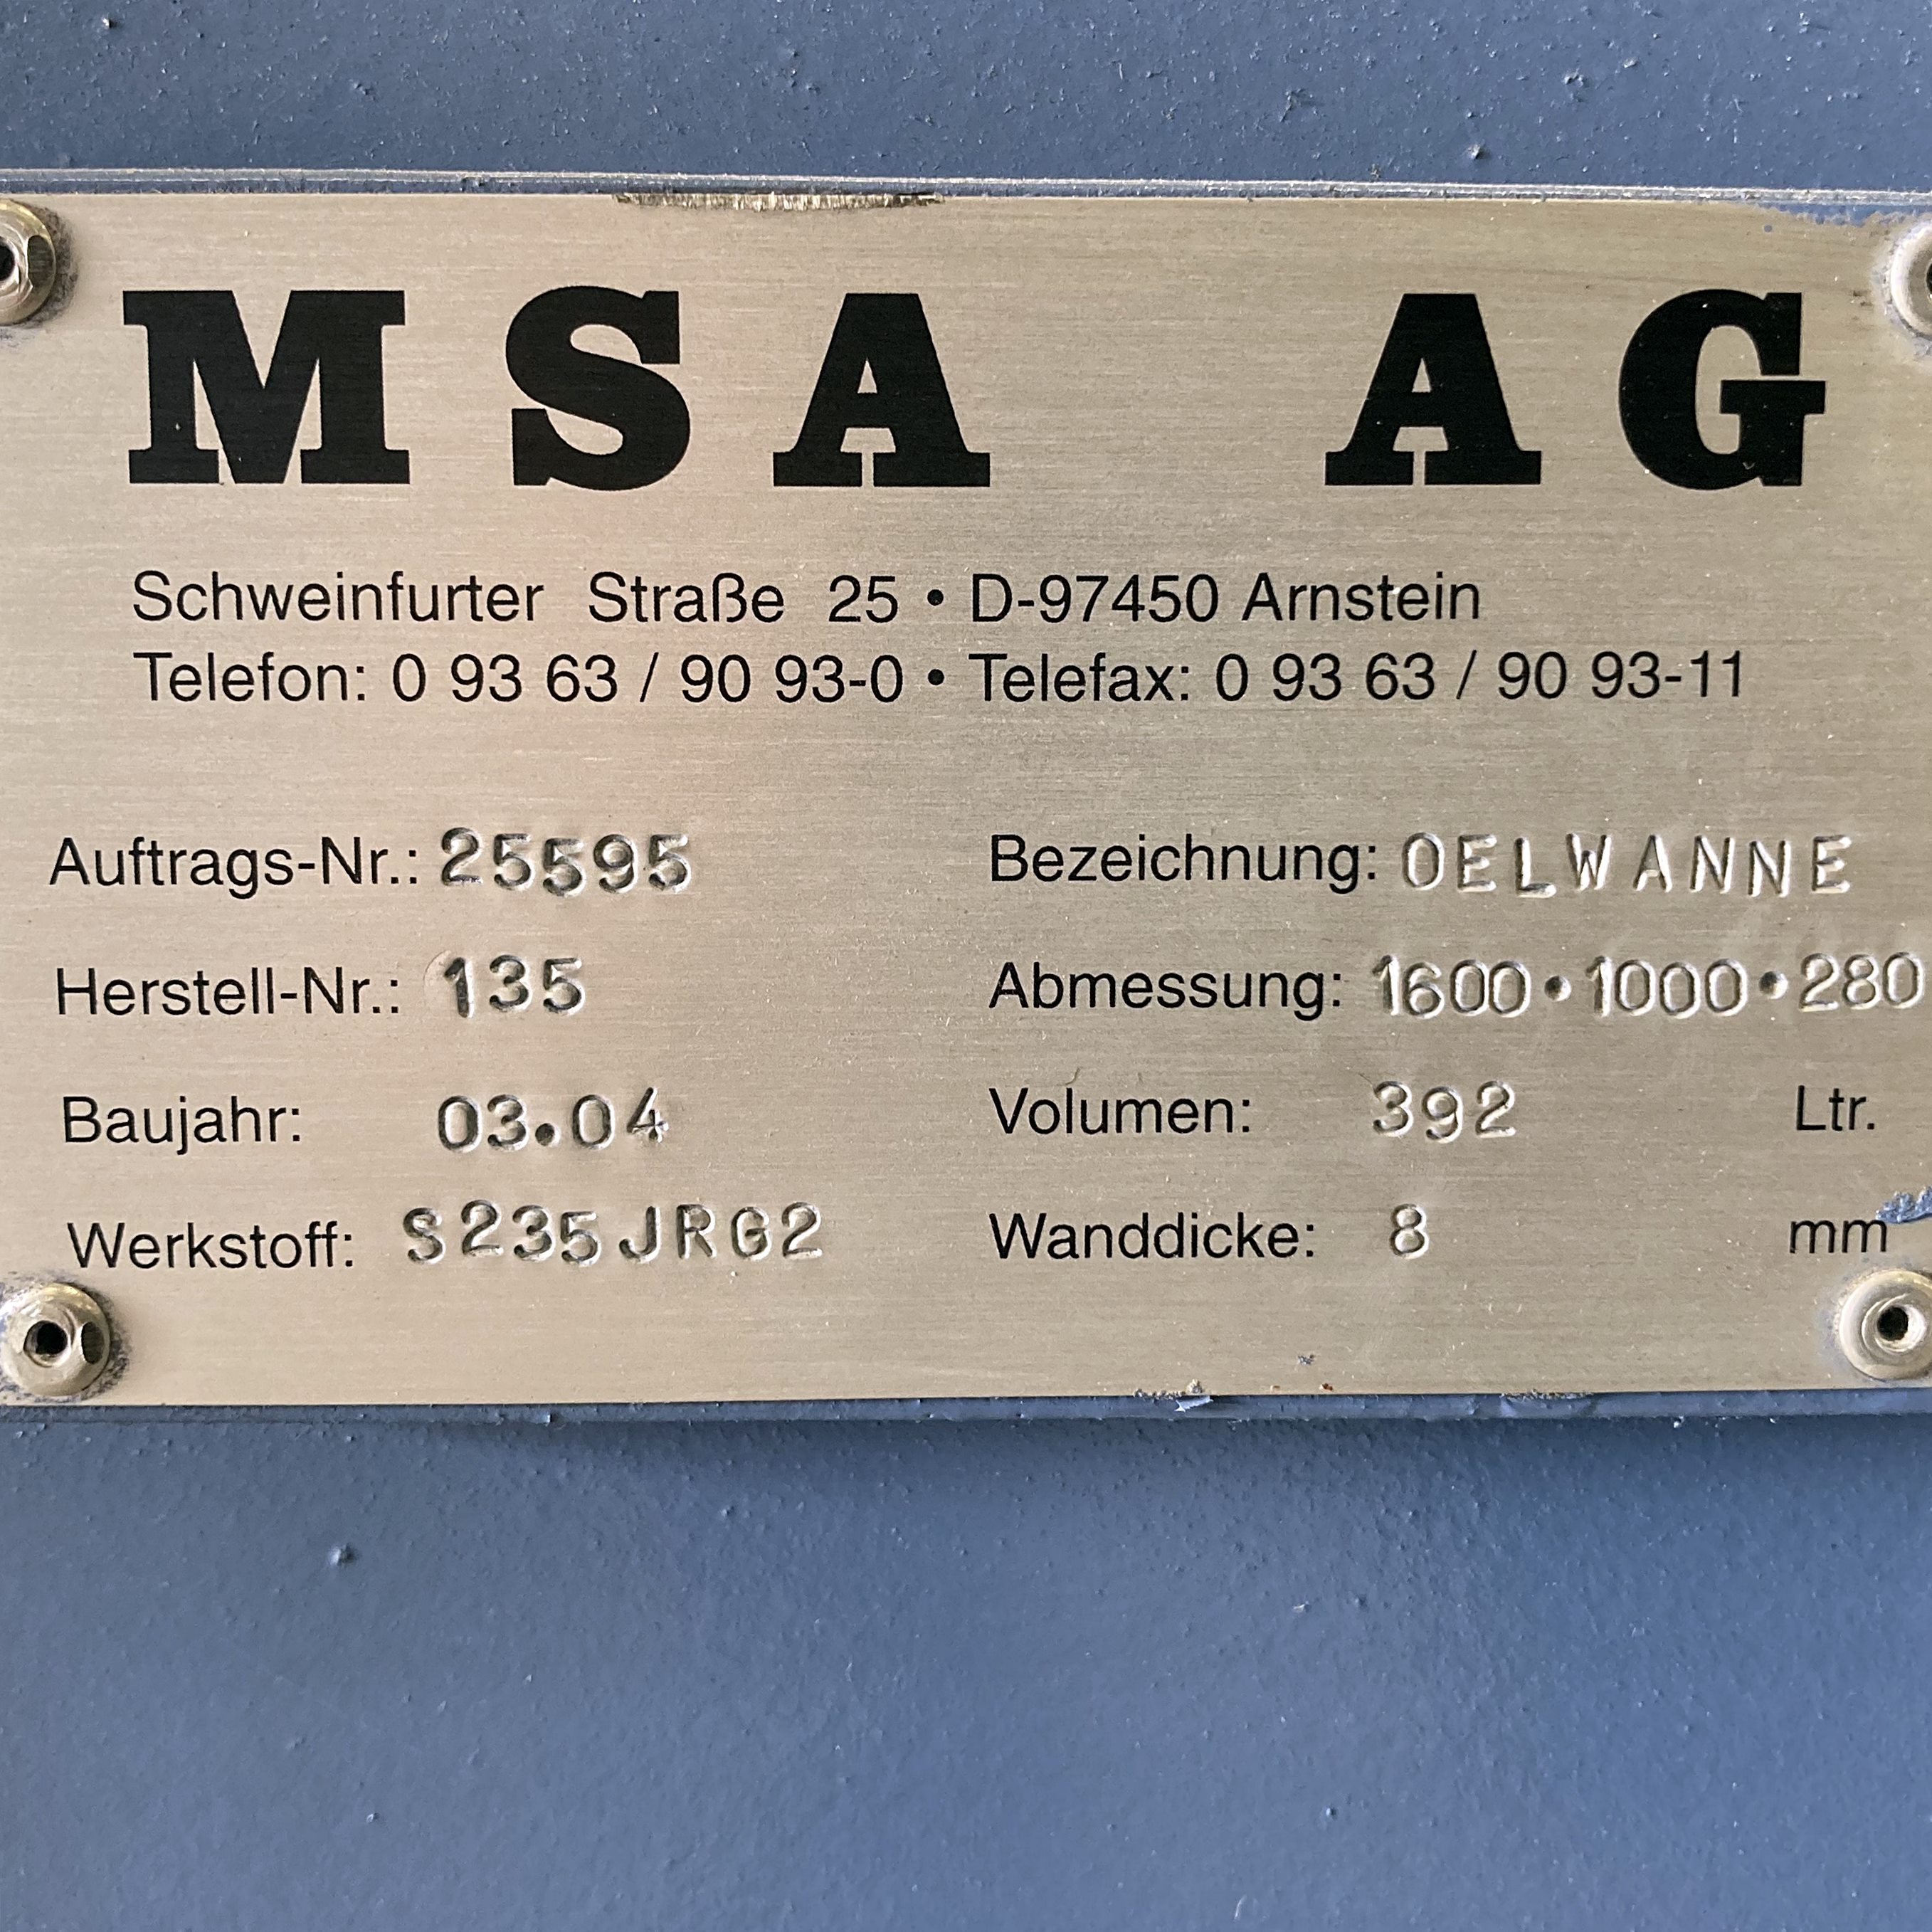 MSA AG
Schweinfurter Straße 25 • D-97450 Arnstein
Telefon: 0 93 63 / 90 93-0 • Telefax: 0 93 63 / 90 93-11
Auftrags-Nr.: 25595 Bezeichnung: OELWANNE
Herstell-Nr.: 135 Abmessung: 1600•1000•280
Baujahr: 03.04 Volumen: 392 Ltr.
Werkstoff: S235JRG2 Wanddicke: 8 mm